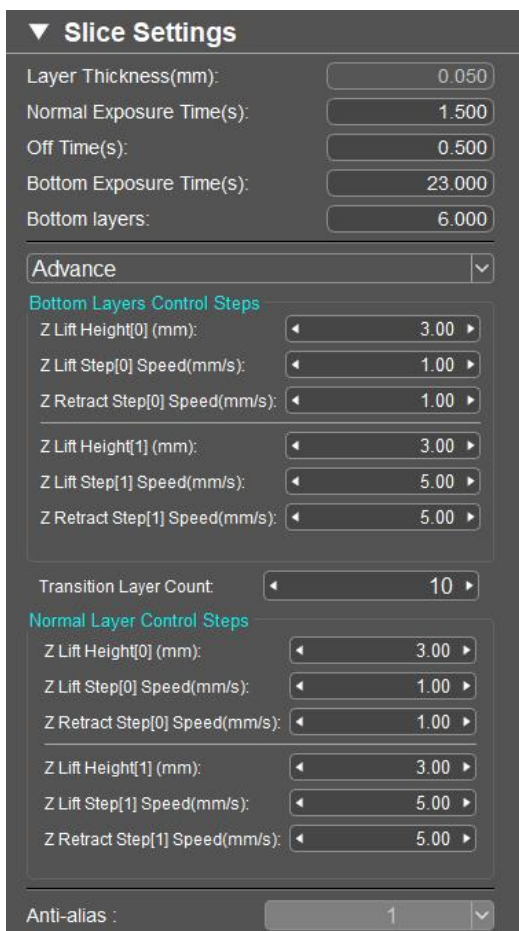 ▼ Slice Settings
Layer Thickness(mm): 0.050
Normal Exposure Time(s): 1.500
Off Time(s): 0.500
Bottom Exposure Time(s): 23.000
Bottom layers: 6.000
Advance
Bottom Layers Control Steps
Z Lift Height[0] (mm): 3.00
Z Lift Step[0] Speed(mm/s): 1.00
Z Retract Step[0] Speed(mm/s): 1.00
Z Lift Height[1] (mm): 3.00
Z Lift Step[1] Speed(mm/s): 5.00
Z Retract Step[1] Speed(mm/s): 5.00
Transition Layer Count: 10
Normal Layer Control Steps
Z Lift Height[0] (mm): 3.00
Z Lift Step[0] Speed(mm/s): 1.00
Z Retract Step[0] Speed(mm/s): 1.00
Z Lift Height[1] (mm): 3.00
Z Lift Step[1] Speed(mm/s): 5.00
Z Retract Step[1] Speed(mm/s): 5.00
Anti-alias : 1